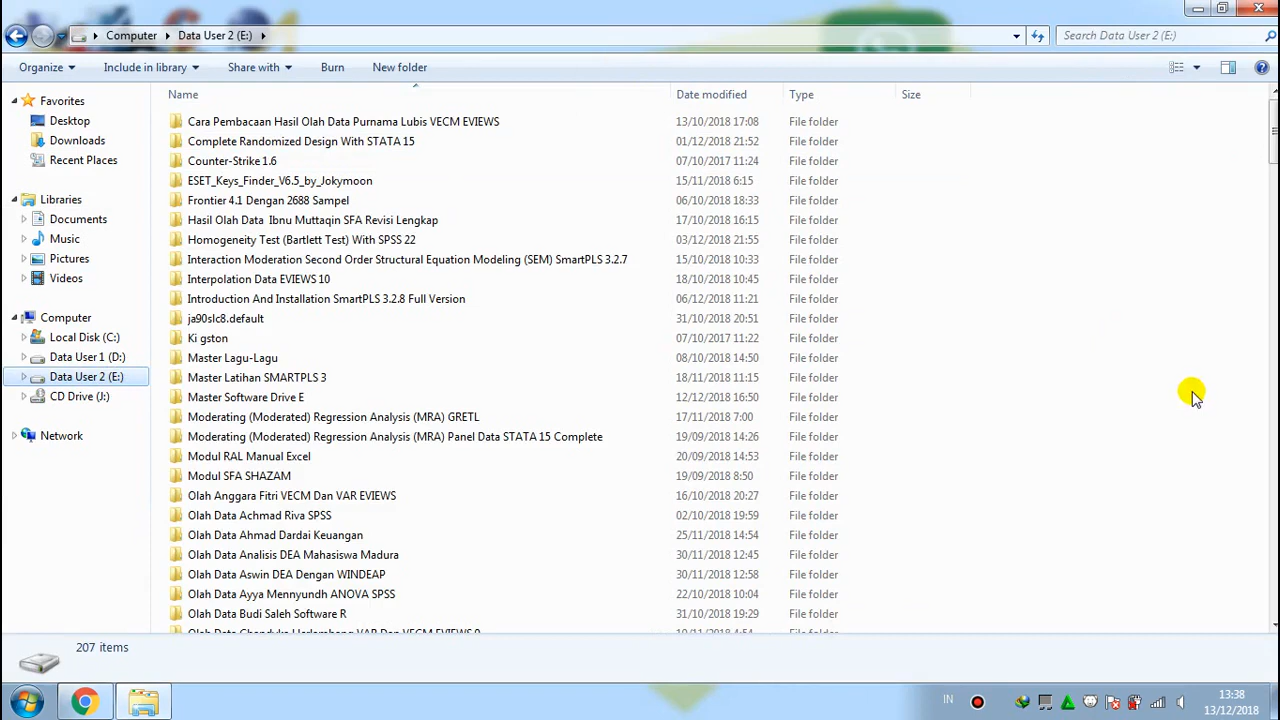 Computer Data User 2 (E:) Search Data User 2 (E:)
Organize Include in library Share with Burn New folder
Name Date modified Type Size
Favorites
Desktop
Downloads
Recent Places
Libraries
Documents
Music
Pictures
Videos
Computer
Local Disk (C:)
Data User 1 (D:)
Data User 2 (E:)
CD Drive (J:)
Network
Cara Pembacaan Hasil Olah Data Purnama Lubis VECM EVIEWS 13/10/2018 17:08 File folder
Complete Randomized Design With STATA 15 01/12/2018 21:52 File folder
Counter-Strike 1.6 07/10/2017 11:24 File folder
ESET_Keys_Finder_V6.5_by_Jokymoon 15/11/2018 6:15 File folder
Frontier 4.1 Dengan 2688 Sampel 06/10/2018 18:33 File folder
Hasil Olah Data Ibnu Muttaqin SFA Revisi Lengkap 17/10/2018 16:15 File folder
Homogeneity Test (Bartlett Test) With SPSS 22 03/12/2018 21:55 File folder
Interaction Moderation Second Order Structural Equation Modeling (SEM) SmartPLS 3.2.7 15/10/2018 10:33 File folder
Interpolation Data EVIEWS 10 18/10/2018 10:45 File folder
Introduction And Installation SmartPLS 3.2.8 Full Version 06/12/2018 11:21 File folder
ja90slc8.default 31/10/2018 20:51 File folder
Ki gston 07/10/2017 11:22 File folder
Master Lagu-Lagu 08/10/2018 14:50 File folder
Master Latihan SMARTPLS 3 18/11/2018 11:15 File folder
Master Software Drive E 12/12/2018 16:50 File folder
Moderating (Moderated) Regression Analysis (MRA) GRETL 17/11/2018 7:00 File folder
Moderating (Moderated) Regression Analysis (MRA) Panel Data STATA 15 Complete 19/09/2018 14:26 File folder
Modul RAL Manual Excel 20/09/2018 14:53 File folder
Modul SFA SHAZAM 19/09/2018 8:50 File folder
Olah Anggara Fitri VECM Dan VAR EVIEWS 16/10/2018 20:27 File folder
Olah Data Achmad Riva SPSS 02/10/2018 19:59 File folder
Olah Data Ahmad Dardai Keuangan 25/11/2018 14:54 File folder
Olah Data Analisis DEA Mahasiswa Madura 30/11/2018 12:45 File folder
Olah Data Aswin DEA Dengan WINDEAP 30/11/2018 12:58 File folder
Olah Data Ayya Mennyundh ANOVA SPSS 22/10/2018 10:04 File folder
Olah Data Budi Saleh Software R 31/10/2018 19:29 File folder
Olah Data VAR Dan VECM EVIEWS 9 File folder
207 items
IN 13:38
13/12/2018